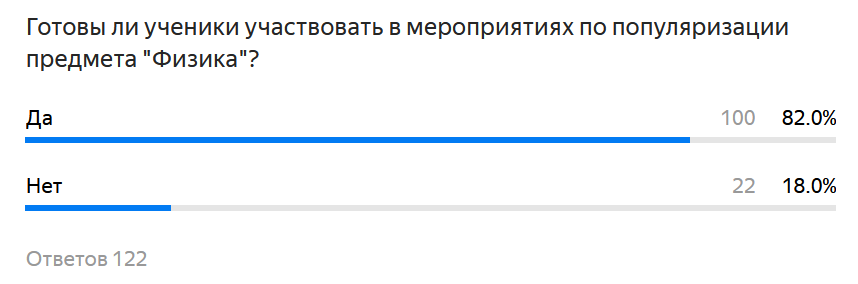 Готовы ли ученики участвовать в мероприятиях по популяризации
предмета "Физика"?
Да 100 82.0%
Нет 22 18.0%
Ответов 122